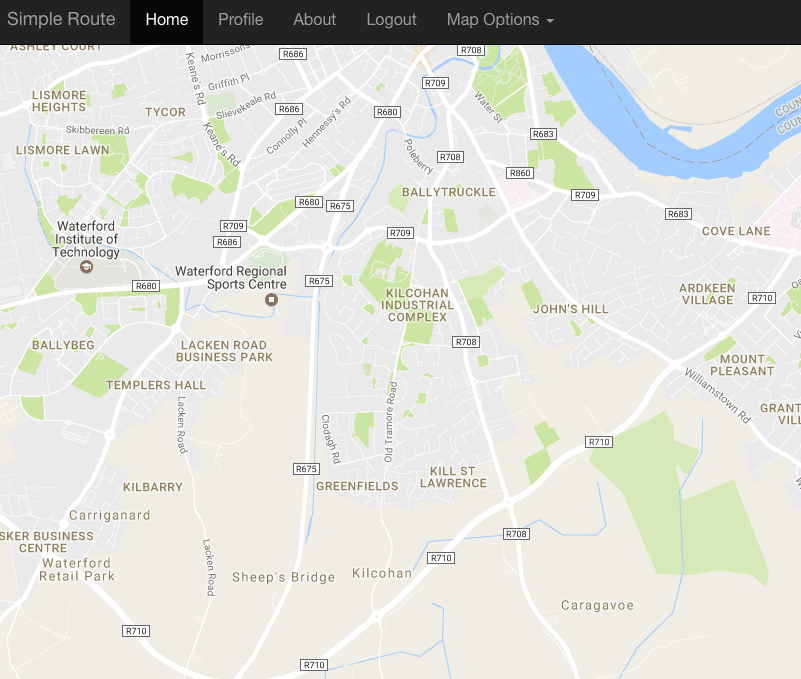 Simple Route Home Profile About Logout Map Options
ASHLEY COURT
R686
Morrisson's
R708
Keane's Rd
Griffith Pl
R709
LISMORE
HEIGHTS
TYCOR
Slievekeale Rd
R686
Connolly Pl
Hennessy's Rd
R680
Water St
COUN
COUN
Skibbereen Rd
Keane's Rd
R683
LISMORE LAWN
Poleberry
R708
R860
BALLYTRUCKLE
R709
R680
R675
R683
Waterford
Institute of
Technology
R709
R686
R709
COVE LANE
Waterford Regional
Sports Centre
R675
R680
KILCOHAN
INDUSTRIAL
COMPLEX
JOHN'S HILL
ARDKEEN
VILLAGE
R710
BALLYBEG
LACKEN ROAD
BUSINESS PARK
R708
MOUNT
PLEASANT
TEMPLERS HALL
Williamstown Rd
Lacken Road
Old Tramore Road
Clodagh Rd
GRANT
VILL
R710
R675
KILBARRY
GREENFIELDS
KILL ST
LAWRENCE
Carriganard
SKER BUSINESS
CENTRE
R708
Waterford
Retail Park
Lacken Road
R710
Sheep's Bridge
Kilcohan
Caragavoe
R710
R710